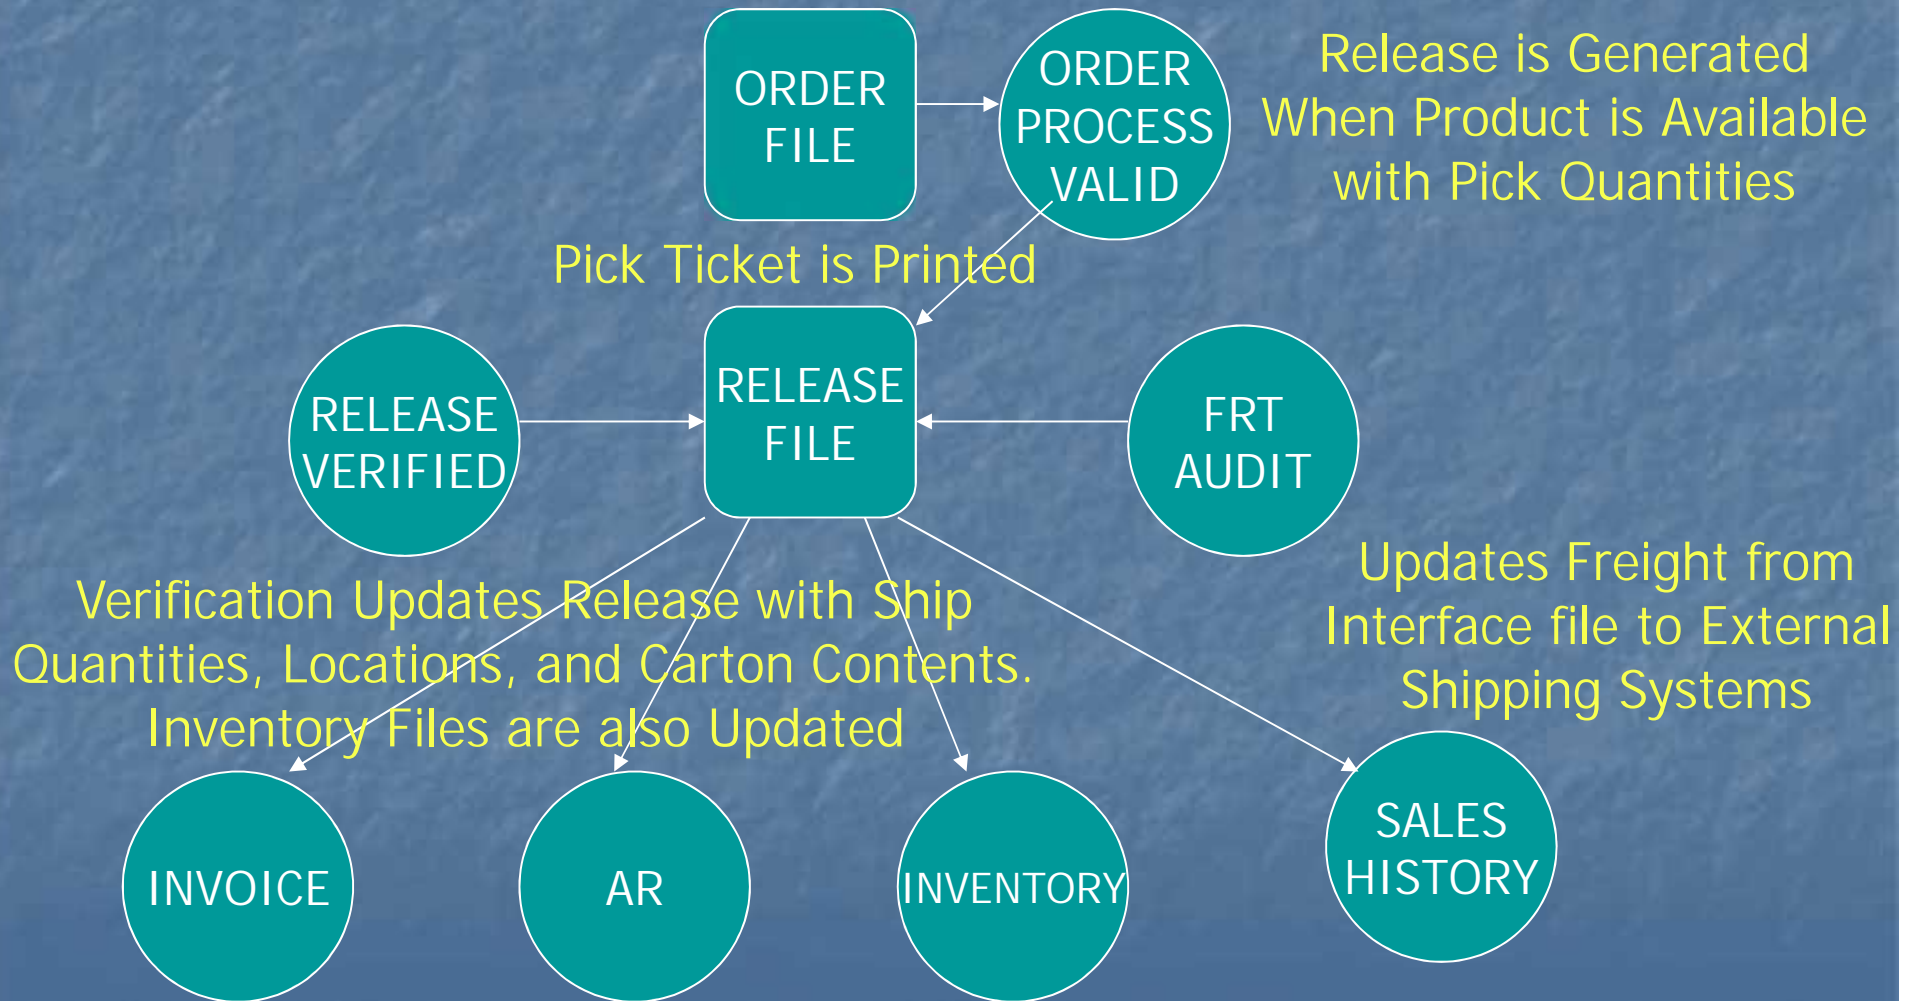 ORDER
FILE
ORDER
PROCESS
VALID
Release is Generated
When Product is Available
with Pick Quantities
Pick Ticket is Printed
RELEASE
VERIFIED
RELEASE
FILE
FRT
AUDIT
Verification Updates Release with Ship
Quantities, Locations, and Carton Contents.
Inventory Files are also Updated
Updates Freight from
Interface file to External
Shipping Systems
INVOICE
AR
INVENTORY
SALES
HISTORY